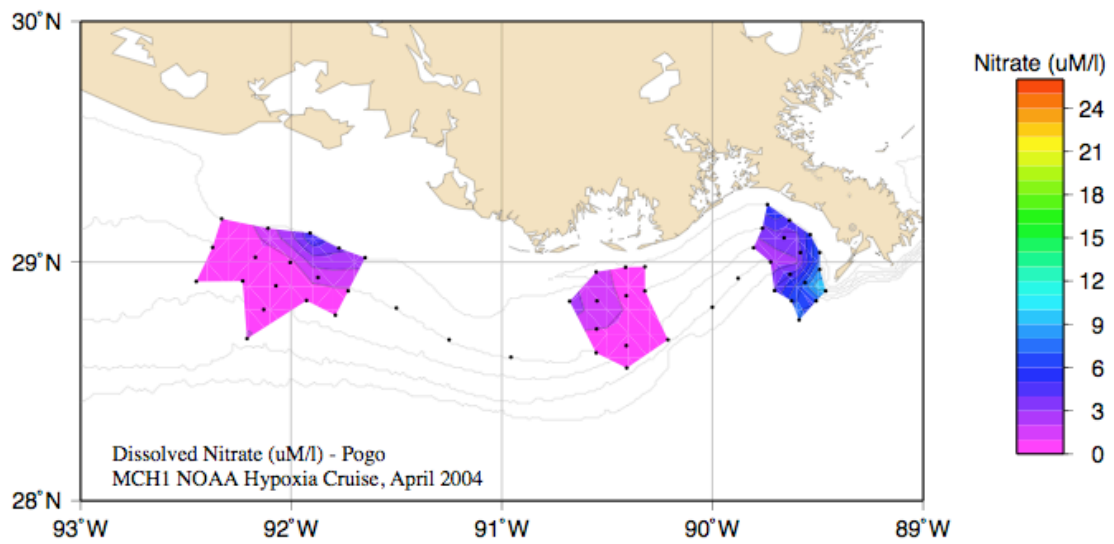 30˚N
29˚N
28˚N
93˚W
92˚W
91˚W
90˚W
89˚W
Dissolved Nitrate (uM/l) - Pogo
MCH1 NOAA Hypoxia Cruise, April 2004
Nitrate (uM/l)
24
21
18
15
12
9
6
3
0